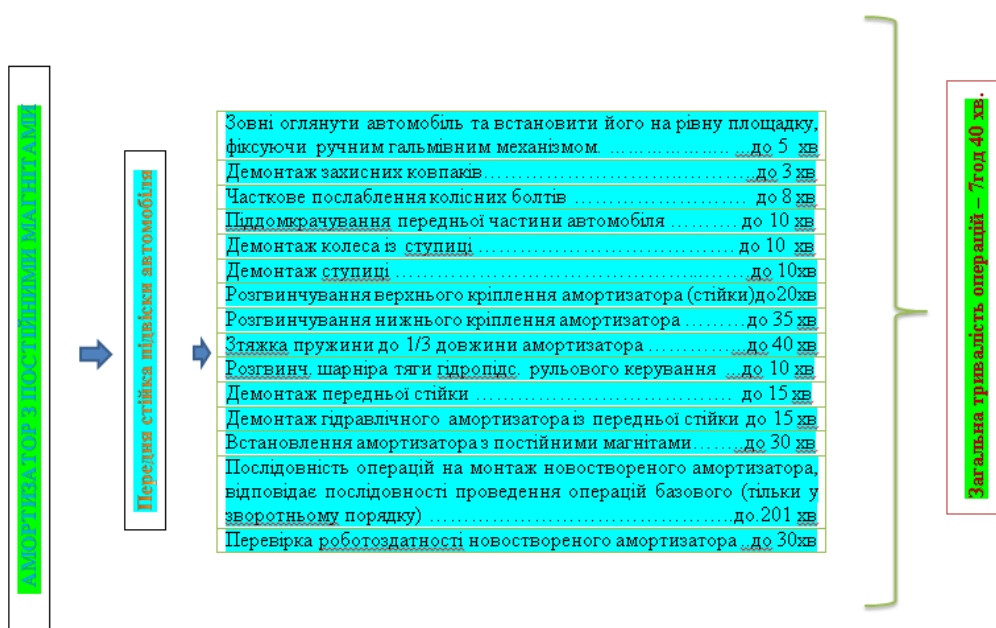 АМОРТИЗАТОР З ПОСТІЙНИМИ МАГНІТАМИ
Передня стійка підвіски автомобіля
Зовні оглянути автомобіль та встановити його на рівну площадку,
фіксуючи ручним гальмівним механізмом. ……………… ...до 5 хв
Демонтаж захисних ковпаків……………………………...до 3 хв
Часткове послаблення колісних болтів ………………… до 8 хв
Піддомкрачування передньої частини автомобіля ………. до 10 хв
Демонтаж колеса із ступиці ………………………………. до 10 хв
Демонтаж ступиці …………………………………………...до 10хв
Розгвинчування верхнього кріплення амортизатора (стійки)до20хв
Розгвинчування нижнього кріплення амортизатора ………до 35 хв
Зтяжка пружини до 1/3 довжини амортизатора …………...до 40 хв
Розгвинч. шарніра тяги гідропідс. рульового керування ...до 10 хв
Демонтаж передньої стійки ………………………………… до 15 хв
Демонтаж гідравлічного амортизатора із передньої стійки до 15 хв
Встановлення амортизатора з постійними магнітами…….до 30 хв
Послідовність операцій на монтаж новоствореного амортизатора,
відповідає послідовності проведення операцій базового (тільки у
зворотньому порядку) ……………………………………..до.201 хв
Перевірка роботоздатності новоствореного амортизатора ...до 30хв
Загальна тривалість операцій – 7год 40 хв.